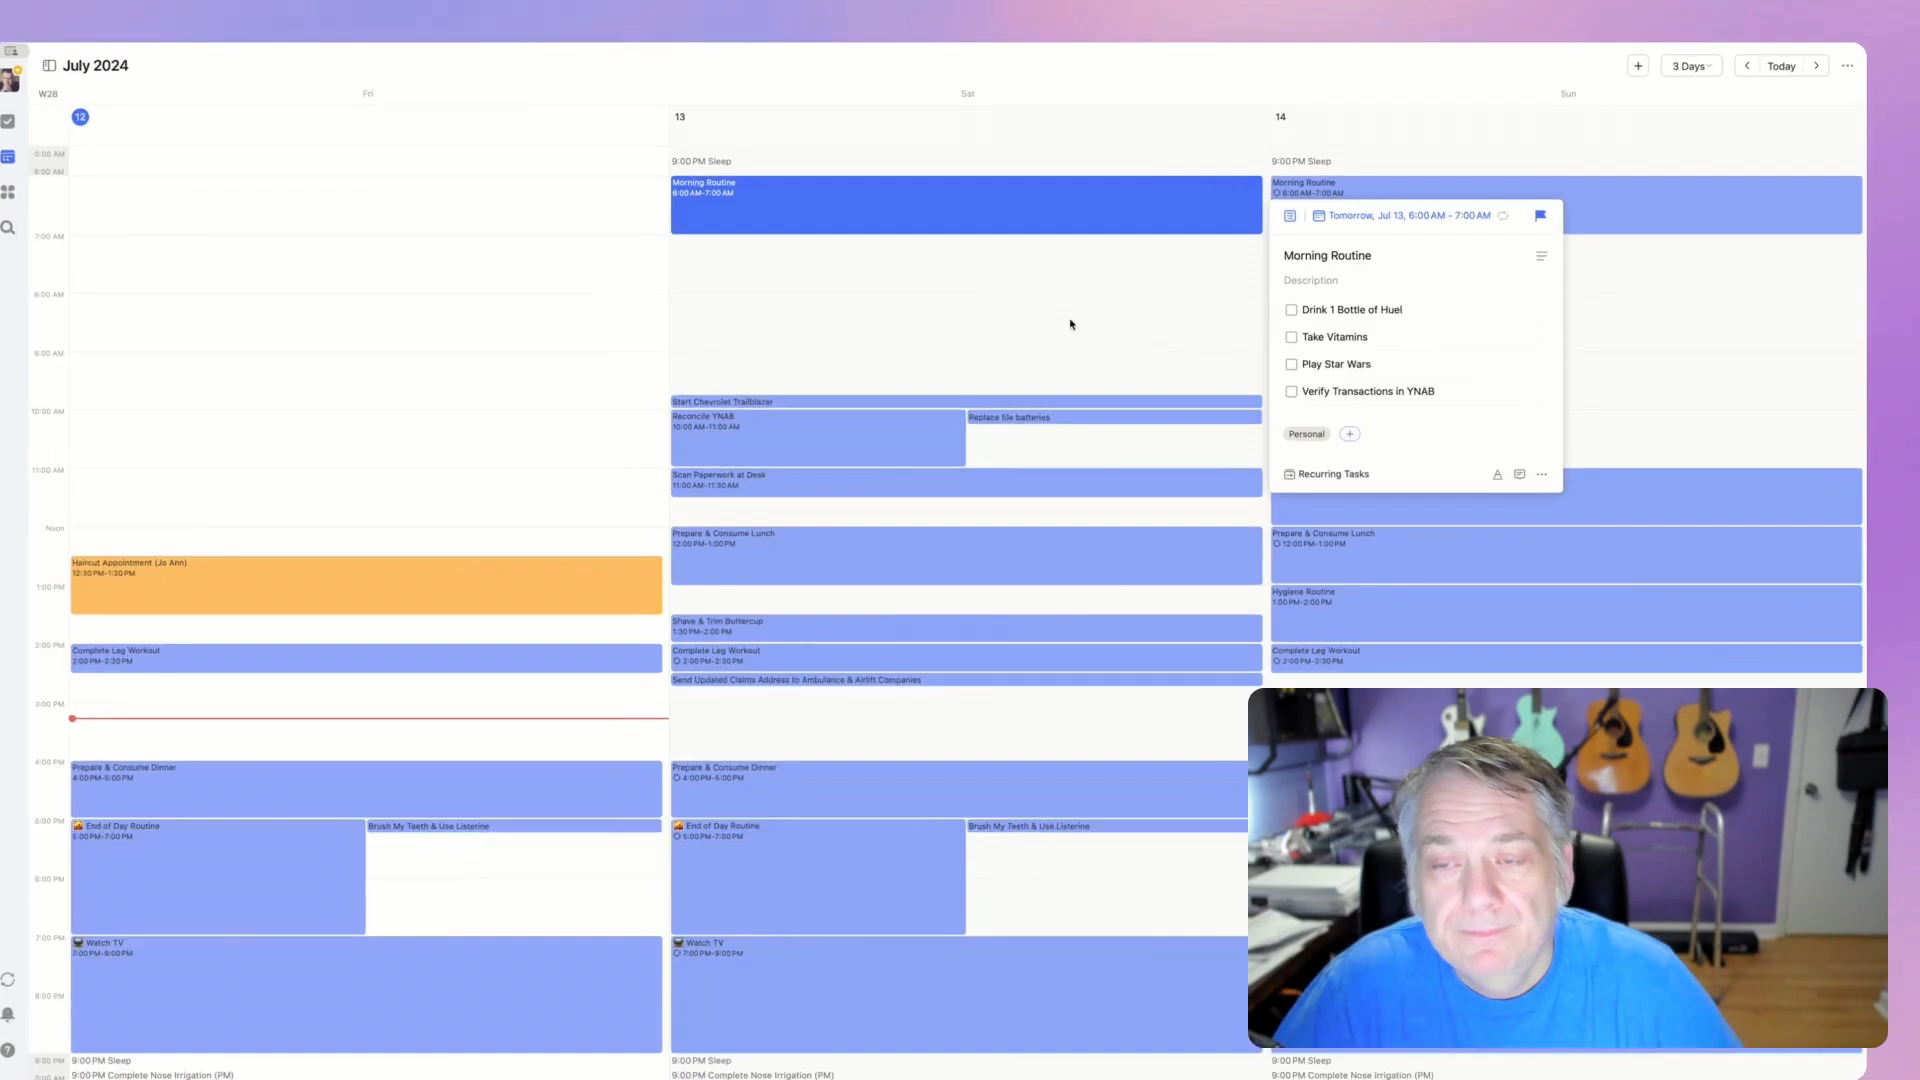 July 2024
3 Days
Today
W28
Fri
Sat
Sun
12
13
14
0:00 AM
6:00 AM
7:00 AM
8:00 AM
9:00 AM
10:00 AM
11:00 AM
Noon
1:00 PM
2:00 PM
3:00 PM
4:00 PM
5:00 PM
6:00 PM
7:00 PM
8:00 PM
9:00 PM
0:00 AM
Haircut Appointment (Jo Ann)
12:30 PM-1:30 PM
Complete Leg Workout
2:00 PM-2:30 PM
Prepare & Consume Dinner
4:00 PM-5:00 PM
End of Day Routine
5:00 PM-7:00 PM
Brush My Teeth & Use Listerine
Watch TV
7:00 PM-9:00 PM
9:00 PM Sleep
9:00 PM Complete Nose Irrigation (PM)
9:00 PM Sleep
Morning Routine
6:00 AM-7:00 AM
Start Chevrolet Trailblazer
Reconcile YNAB
10:00 AM-11:00 AM
Replace tile batteries
Scan Paperwork at Desk
11:00 AM-11:30 AM
Prepare & Consume Lunch
12:00 PM-1:00 PM
Shave & Trim Buttercup
1:30 PM-2:00 PM
Complete Leg Workout
2:00 PM-2:30 PM
Send Updated Claims Address to Ambulance & Airlift Companies
Prepare & Consume Dinner
4:00 PM-5:00 PM
End of Day Routine
5:00 PM-7:00 PM
Brush My Teeth & Use Listerine
Watch TV
7:00 PM-9:00 PM
9:00 PM Sleep
9:00 PM Complete Nose Irrigation (PM)
9:00 PM Sleep
Morning Routine
6:00 AM-7:00 AM
Tomorrow, Jul 13, 6:00AM - 7:00 AM
Morning Routine
Description
Drink 1 Bottle of Huel
Take Vitamins
Play Star Wars
Verify Transactions in YNAB
Personal
Recurring Tasks
Prepare & Consume Lunch
12:00 PM-1:00 PM
Hygiene Routine
1:00 PM-2:00 PM
Complete Leg Workout
2:00 PM-2:30 PM
9:00 PM Sleep
9:00 PM Complete Nose Irrigation (PM)